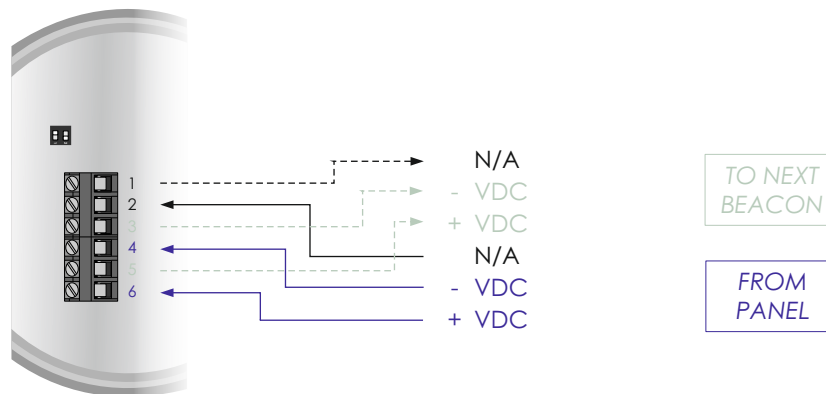 1
2
3
4
5
6
N/A
- VDC
+ VDC
N/A
- VDC
+ VDC
TO NEXT
BEACON
FROM
PANEL